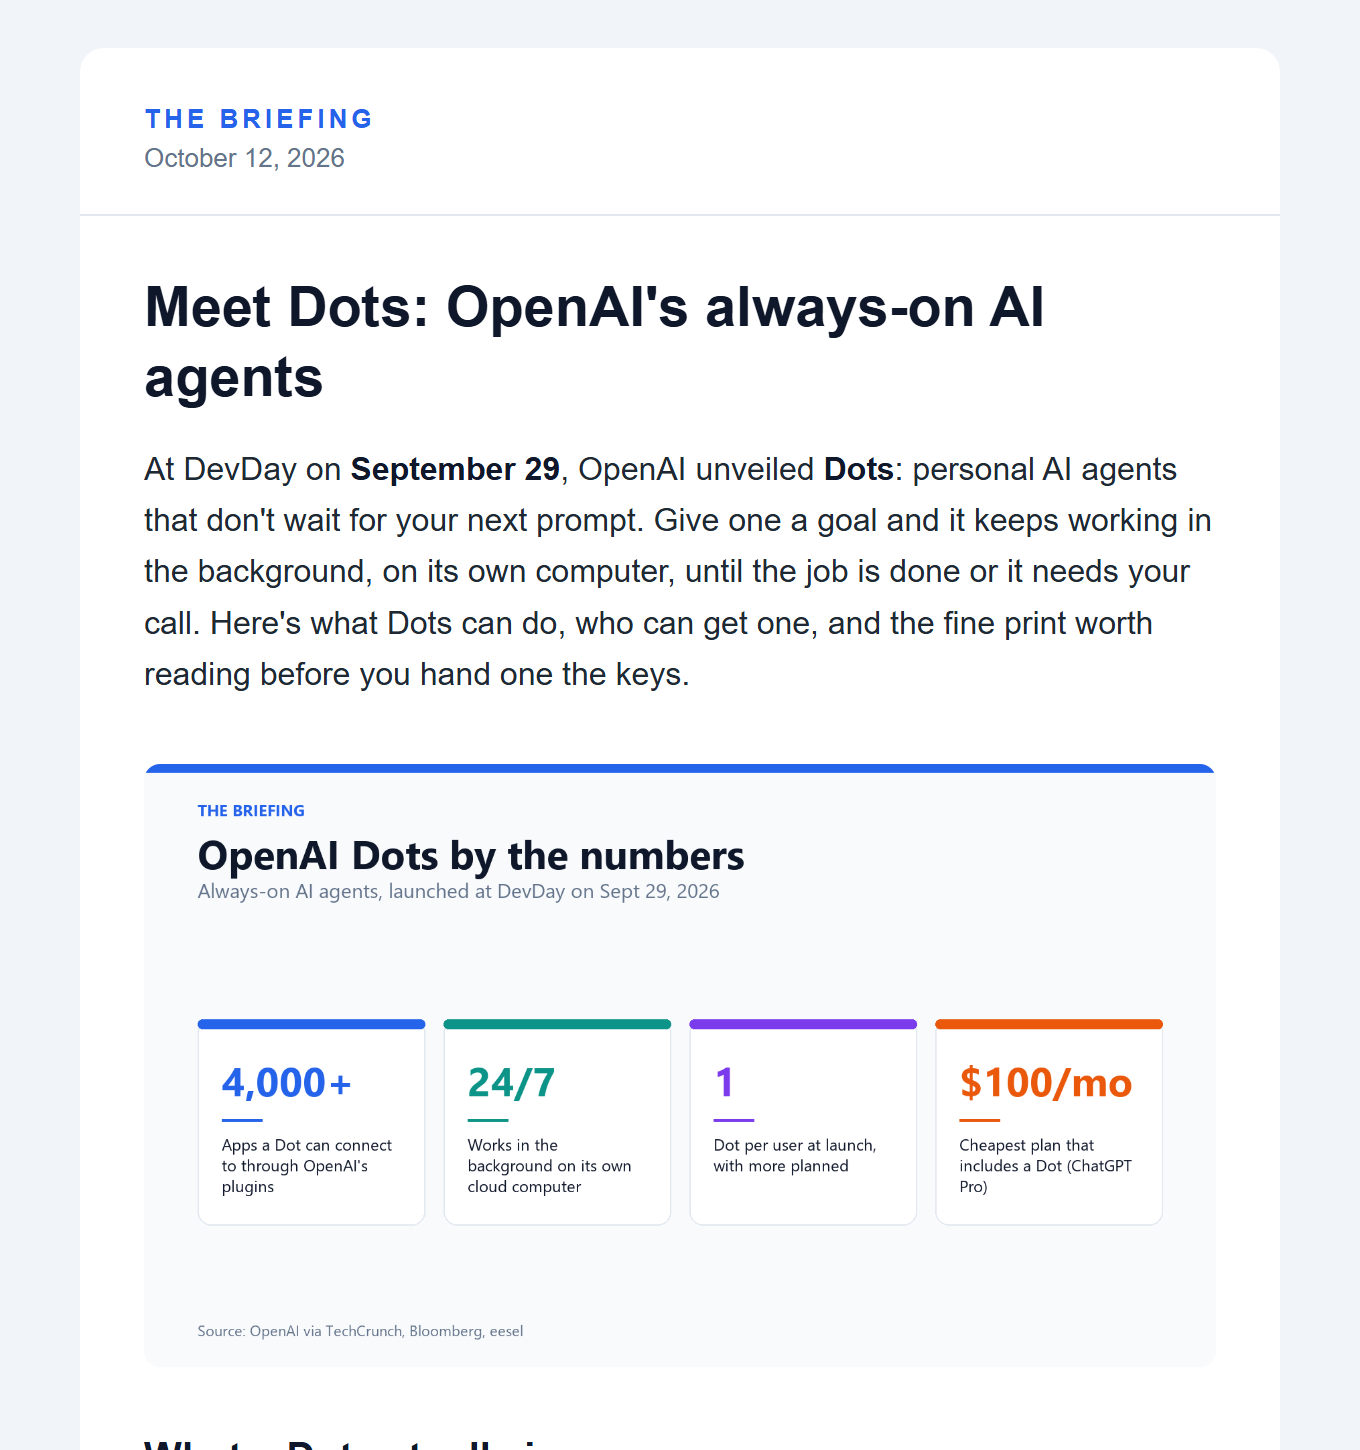 THE BRIEFING
October 12, 2026
Meet Dots: OpenAI's always-on AI
agents
At DevDay on September 29, OpenAI unveiled Dots: personal AI agents
that don't wait for your next prompt. Give one a goal and it keeps working in
the background, on its own computer, until the job is done or it needs your
call. Here's what Dots can do, who can get one, and the fine print worth
reading before you hand one the keys.
THE BRIEFING
OpenAI Dots by the numbers
Always-on AI agents, launched at DevDay on Sept 29, 2026
4,000+
Apps a Dot can connect
to through OpenAI's
plugins
24/7
Works in the
background on its own
cloud computer
1
Dot per user at launch,
with more planned
$100/mo
Cheapest plan that
includes a Dot (ChatGPT
Pro)
Source: OpenAI via TechCrunch, Bloomberg, eesel